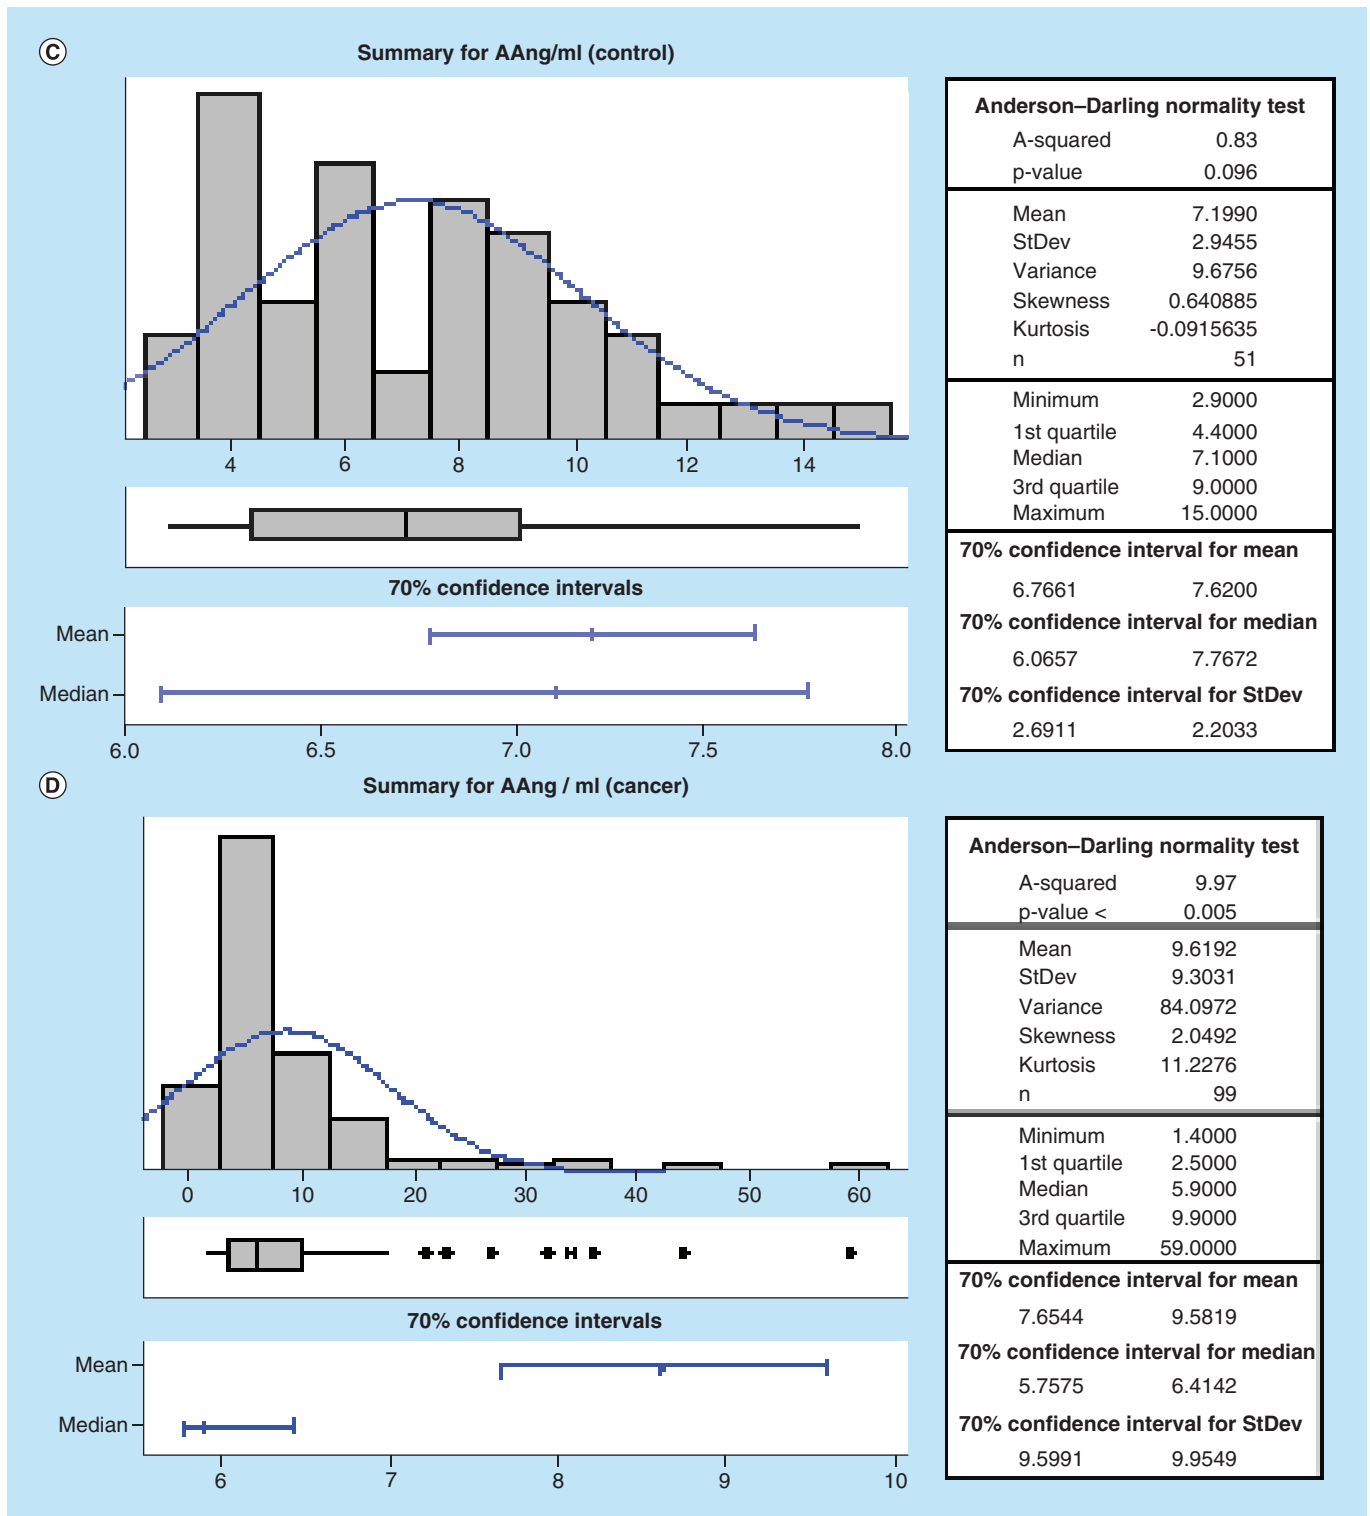 C
Summary for AAng/ml (control)
4 6 8 10 12 14
70% confidence intervals
Mean
Median
6.0 6.5 7.0 7.5 8.0
Anderson–Darling normality test
A-squared 0.83
p-value 0.096
Mean 7.1990
StDev 2.9455
Variance 9.6756
Skewness 0.640885
Kurtosis -0.0915635
n 51
Minimum 2.9000
1st quartile 4.4000
Median 7.1000
3rd quartile 9.0000
Maximum 15.0000
70% confidence interval for mean
6.7661 7.6200
70% confidence interval for median
6.0657 7.7672
70% confidence interval for StDev
2.6911 2.2033
D
Summary for AAng / ml (cancer)
0 10 20 30 40 50 60
70% confidence intervals
Mean
Median
6 7 8 9 10
Anderson–Darling normality test
A-squared 9.97
p-value < 0.005
Mean 9.6192
StDev 9.3031
Variance 84.0972
Skewness 2.0492
Kurtosis 11.2276
n 99
Minimum 1.4000
1st quartile 2.5000
Median 5.9000
3rd quartile 9.9000
Maximum 59.0000
70% confidence interval for mean
7.6544 9.5819
70% confidence interval for median
5.7575 6.4142
70% confidence interval for StDev
9.5991 9.9549